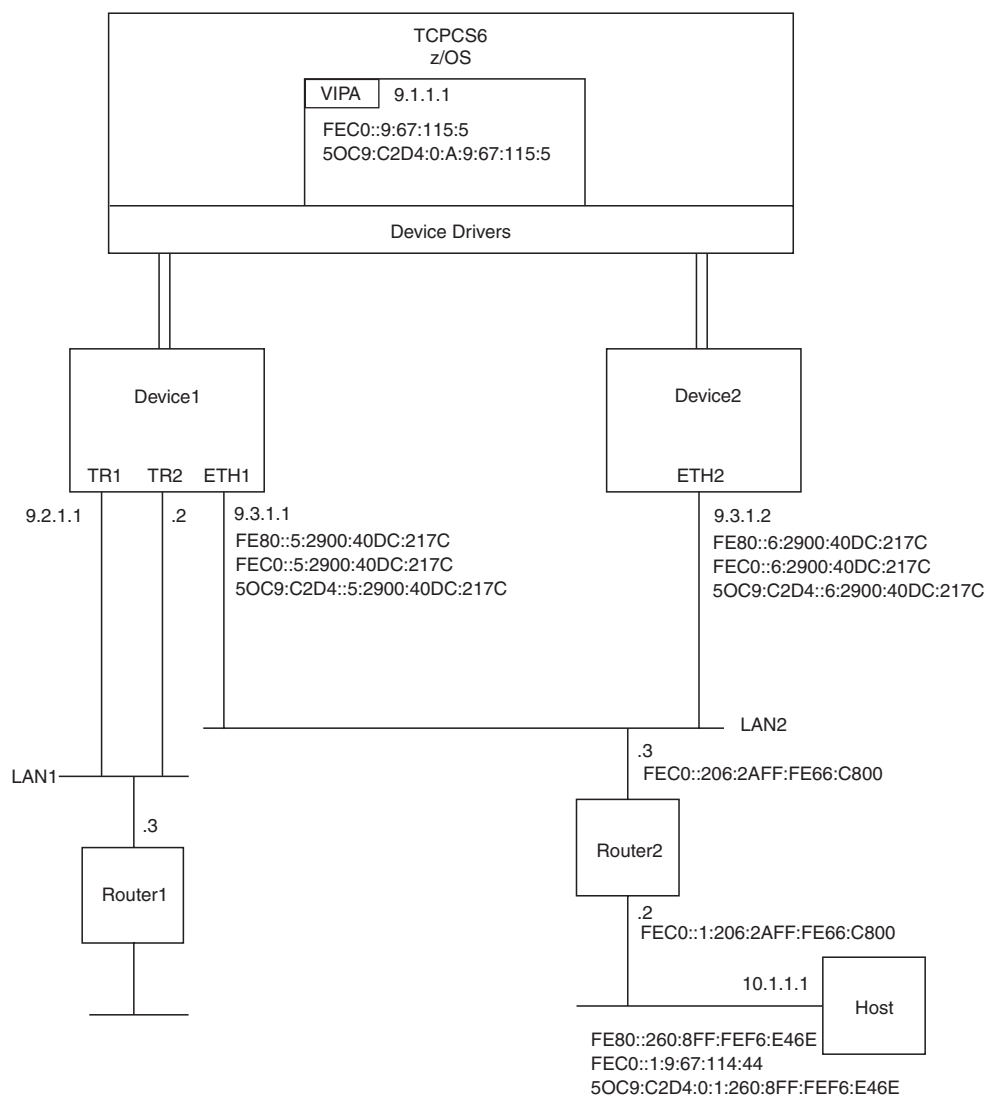 TCPCS6
z/OS
VIPA 9.1.1.1
FEC0::9:67:115:5
5OC9:C2D4:0:A:9:67:115:5
Device Drivers
Device1
Device2
TR1 TR2 ETH1
ETH2
9.2.1.1
.2
9.3.1.1
FE80::5:2900:40DC:217C
FEC0::5:2900:40DC:217C
5OC9:C2D4::5:2900:40DC:217C
9.3.1.2
FE80::6:2900:40DC:217C
FEC0::6:2900:40DC:217C
5OC9:C2D4::6:2900:40DC:217C
LAN2
LAN1
.3
FEC0::206:2AFF:FE66:C800
.3
Router2
Router1
.2
FEC0::1:206:2AFF:FE66:C800
10.1.1.1
Host
FE80::260:8FF:FEF6:E46E
FEC0::1:9:67:114:44
5OC9:C2D4:0:1:260:8FF:FEF6:E46E